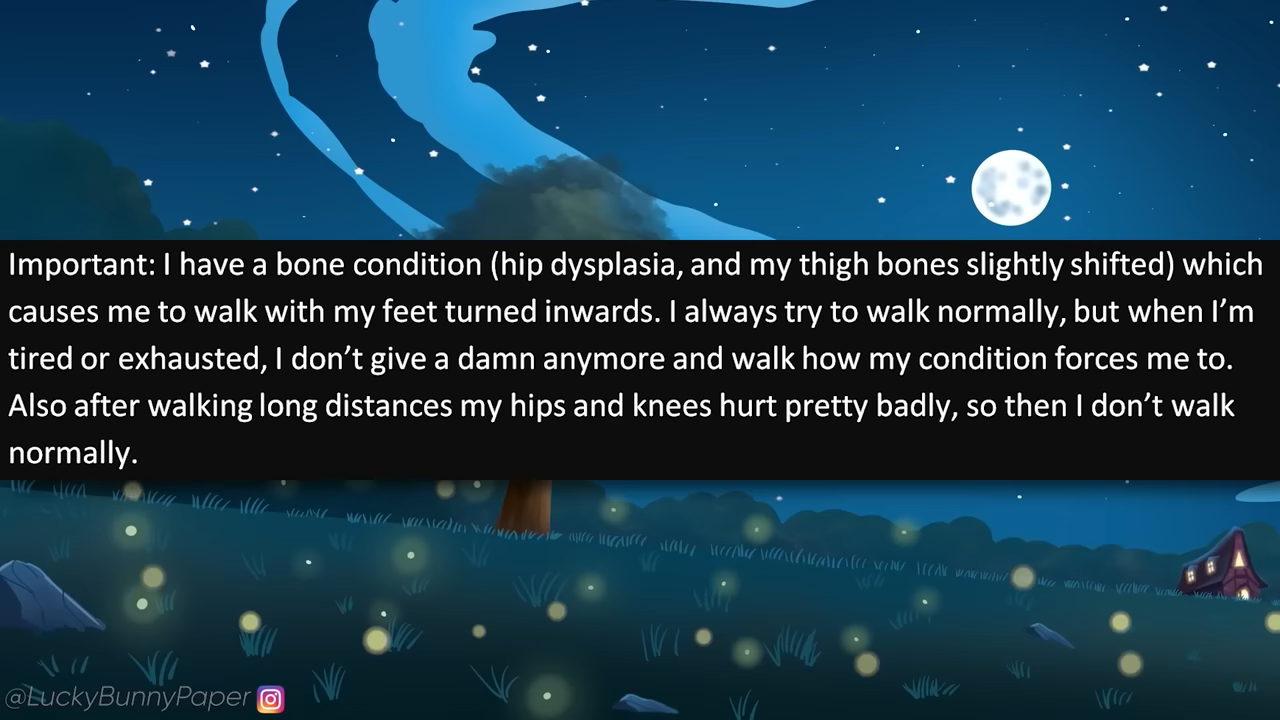 Important: I have a bone condition (hip dysplasia, and my thigh bones slightly shifted) which
causes me to walk with my feet turned inwards. I always try to walk normally, but when I’m
tired or exhausted, I don’t give a damn anymore and walk how my condition forces me to.
Also after walking long distances my hips and knees hurt pretty badly, so then I don’t walk
normally.
@LuckyBunnyPaper